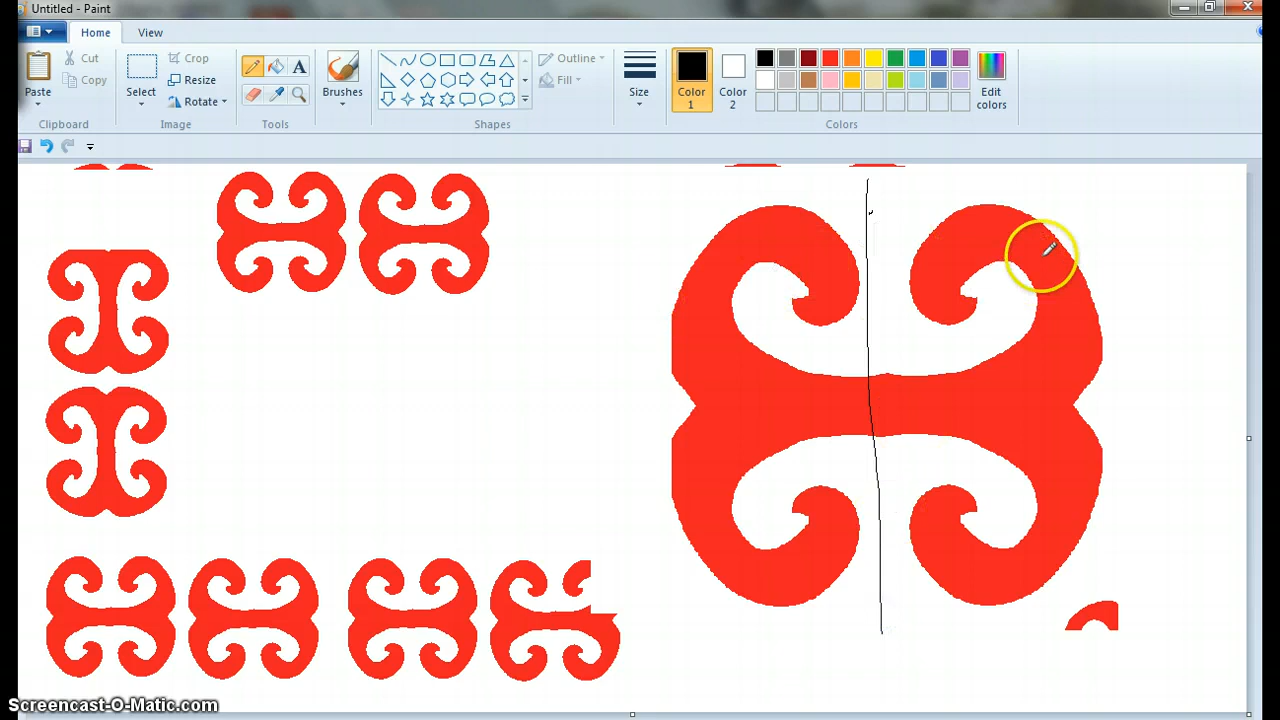 Untitled - Paint
Home View
Paste
Cut
Copy
Clipboard
Select
Crop
Resize
Rotate
Image
A
Tools
Brushes
Outline
Fill
Shapes
Size
Color 1
Color 2
Edit colors
Colors
Screencast-O-Matic.com